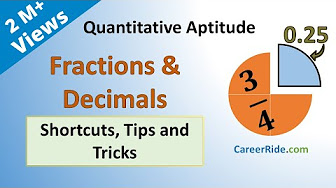 2 M+
Views
Quantitative Aptitude
0.25
Fractions &
Decimals
3
4
Shortcuts, Tips and
Tricks
CareerRide.com